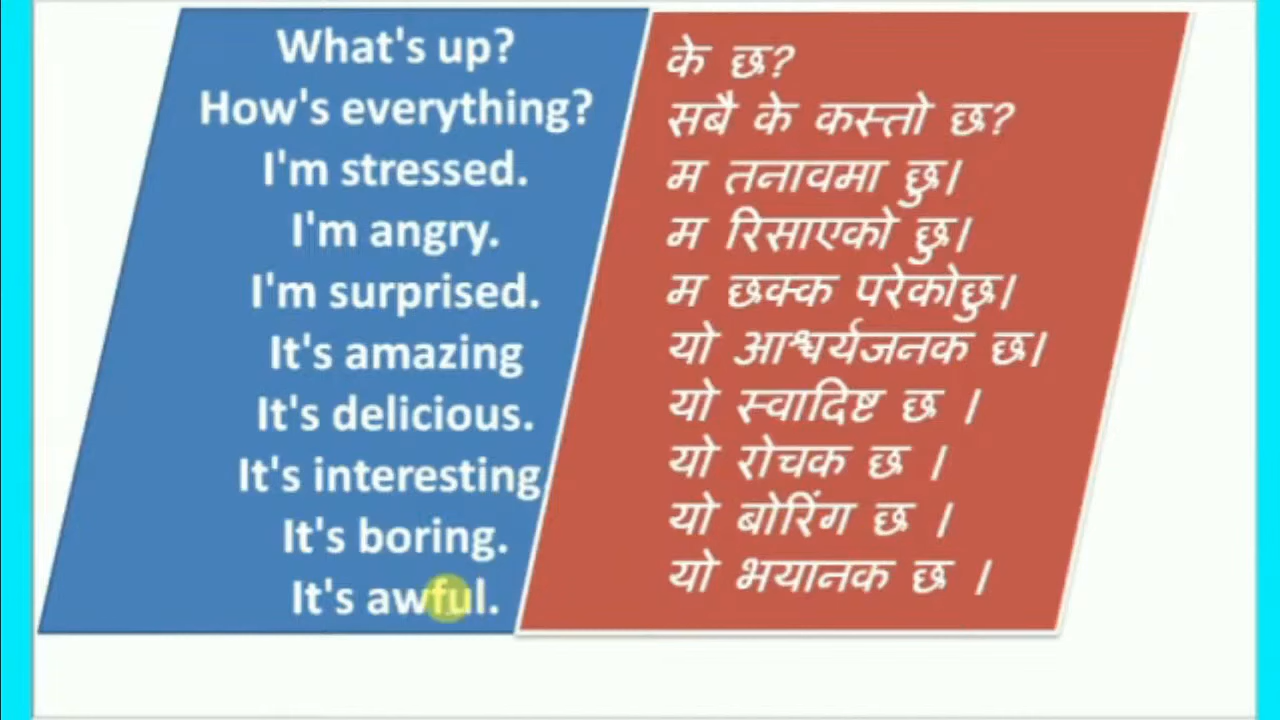 What's up?
How's everything?
I'm stressed.
I'm angry.
I'm surprised.
It's amazing
It's delicious.
It's interesting.
It's boring.
It's awful.
के छ?
सबै के कस्तो छ?
म तनावमा छु।
म रिसाएको छु।
म छक्क परेकोछु।
यो आश्चर्यजनक छ।
यो स्वादिष्ट छ ।
यो रोचक छ ।
यो बोरिंग छ ।
यो भयानक छ ।